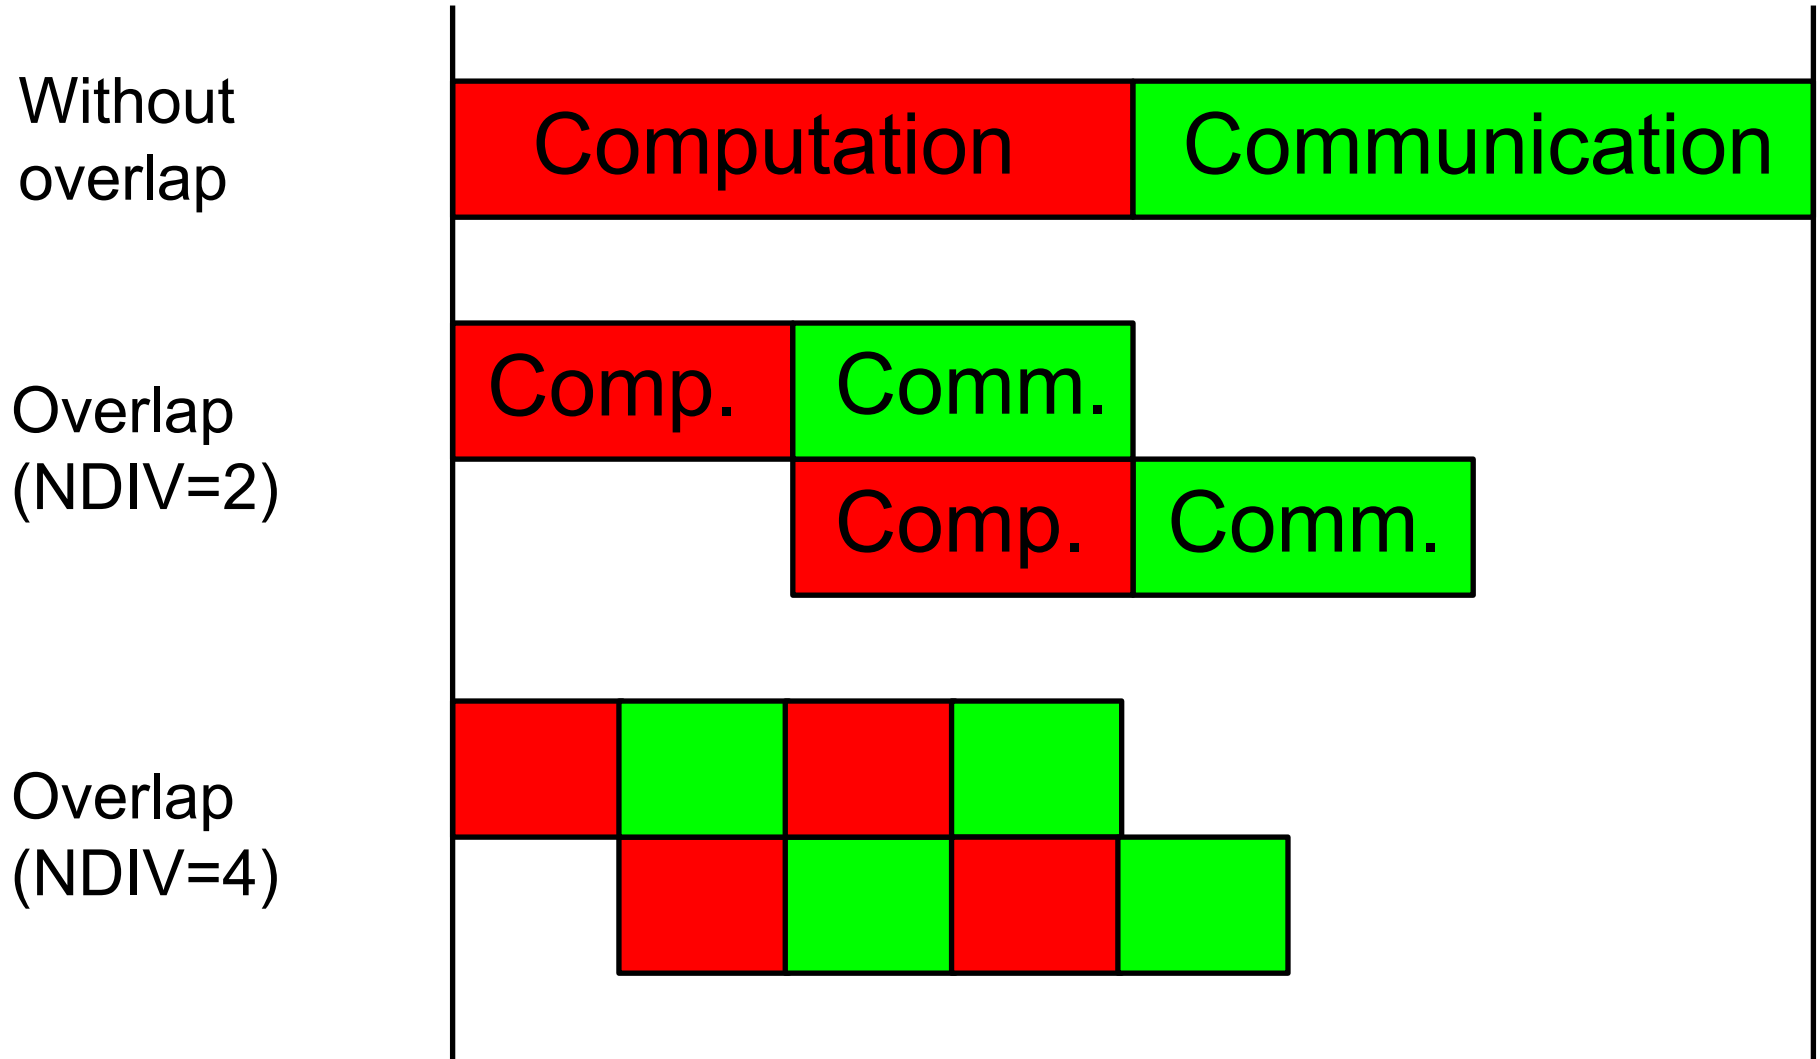 Without
overlap
Computation
Communication
Overlap
(NDIV=2)
Comp.
Comm.
Comp.
Comm.
Overlap
(NDIV=4)